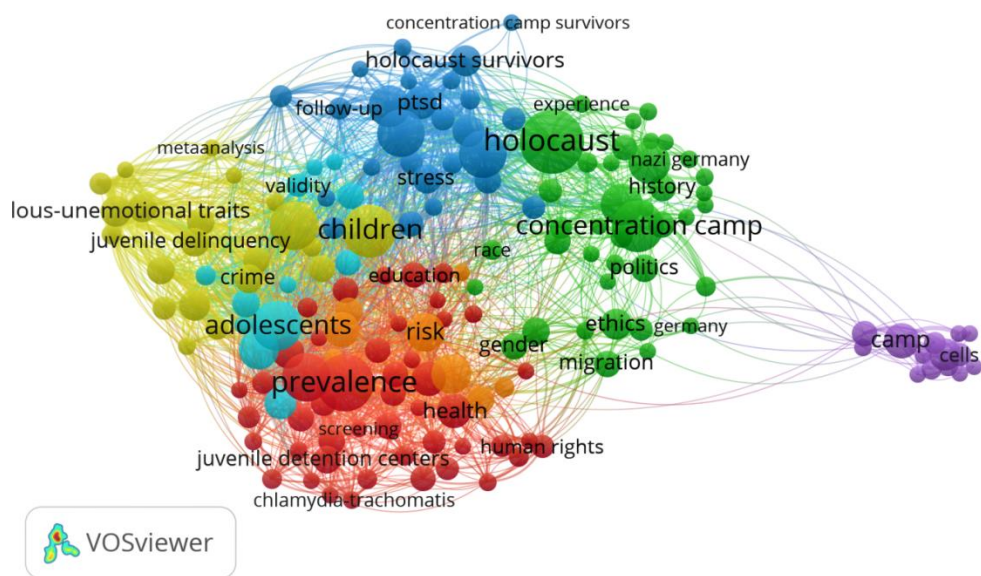 concentration camp survivors
holocaust survivors
follow-up
ptsd
experience
holocaust
metaanalysis
nazi germany
validity
stress
history
lous-unemotional traits
children
concentration camp
juvenile delinquency
race
crime
education
politics
adolescents
risk
ethics
germany
gender
camp
migration
cells
prevalence
health
screening
human rights
juvenile detention centers
chlamydia-trachomatis
VOSviewer